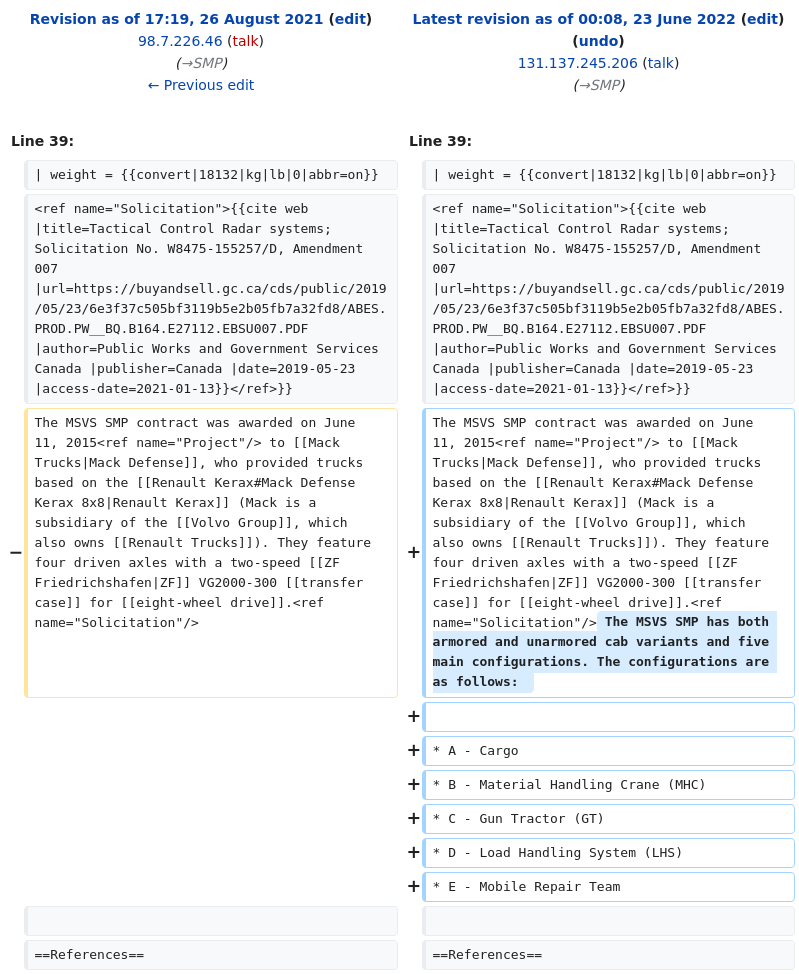 Revision as of 17:19, 26 August 2021 (edit)
98.7.226.46 (talk)
(→SMP)
← Previous edit
Latest revision as of 00:08, 23 June 2022 (edit)
(undo)
131.137.245.206 (talk)
(→SMP)
Line 39:
Line 39:
| weight = {{convert|18132|kg|lb|0|abbr=on}}
| weight = {{convert|18132|kg|lb|0|abbr=on}}
<ref name="Solicitation">{{cite web
|title=Tactical Control Radar systems;
Solicitation No. W8475-155257/D, Amendment
007
|url=https://buyandsell.gc.ca/cds/public/2019
/05/23/6e3f37c505bf3119b5e2b05fb7a32fd8/ABES.
PROD.PW__BQ.B164.E27112.EBSU007.PDF
|author=Public Works and Government Services
Canada |publisher=Canada |date=2019-05-23
|access-date=2021-01-13}}</ref>}}
<ref name="Solicitation">{{cite web
|title=Tactical Control Radar systems;
Solicitation No. W8475-155257/D, Amendment
007
|url=https://buyandsell.gc.ca/cds/public/2019
/05/23/6e3f37c505bf3119b5e2b05fb7a32fd8/ABES.
PROD.PW__BQ.B164.E27112.EBSU007.PDF
|author=Public Works and Government Services
Canada |publisher=Canada |date=2019-05-23
|access-date=2021-01-13}}</ref>}}
−
The MSVS SMP contract was awarded on June
11, 2015<ref name="Project"/> to [[Mack
Trucks|Mack Defense]], who provided trucks
based on the [[Renault Kerax#Mack Defense
Kerax 8x8|Renault Kerax]] (Mack is a
subsidiary of the [[Volvo Group]], which
also owns [[Renault Trucks]]). They feature
four driven axles with a two-speed [[ZF
Friedrichshafen|ZF]] VG2000-300 [[transfer
case]] for [[eight-wheel drive]].<ref
name="Solicitation"/>
+
The MSVS SMP contract was awarded on June
11, 2015<ref name="Project"/> to [[Mack
Trucks|Mack Defense]], who provided trucks
based on the [[Renault Kerax#Mack Defense
Kerax 8x8|Renault Kerax]] (Mack is a
subsidiary of the [[Volvo Group]], which
also owns [[Renault Trucks]]). They feature
four driven axles with a two-speed [[ZF
Friedrichshafen|ZF]] VG2000-300 [[transfer
case]] for [[eight-wheel drive]].<ref
name="Solicitation"/> The MSVS SMP has both
armored and unarmored cab variants and five
main configurations. The configurations are
as follows:
+
+ * A - Cargo
+ * B - Material Handling Crane (MHC)
+ * C - Gun Tractor (GT)
+ * D - Load Handling System (LHS)
+ * E - Mobile Repair Team
==References==
==References==